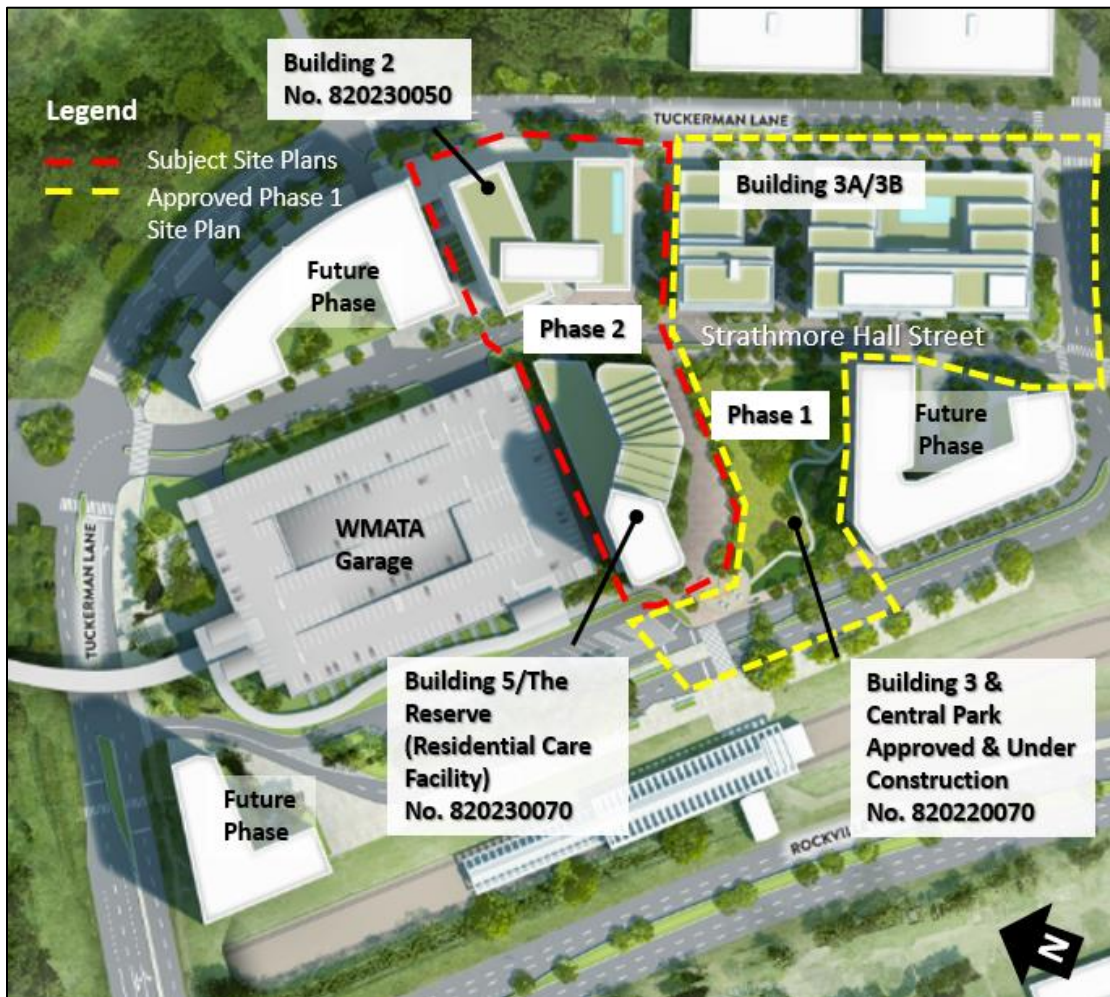 Building 2
No. 820230050
Legend
Subject Site Plans
Approved Phase 1
Site Plan
TUCKERMAN LANE
Building 3A/3B
Future
Phase
Phase 2
Strathmore Hall Street
Phase 1
Future
Phase
WMATA
Garage
TUCKERMAN LANE
Building 5/The
Reserve
(Residential Care
Facility)
No. 820230070
Building 3 &
Central Park
Approved & Under
Construction
No. 820220070
Future
Phase
N